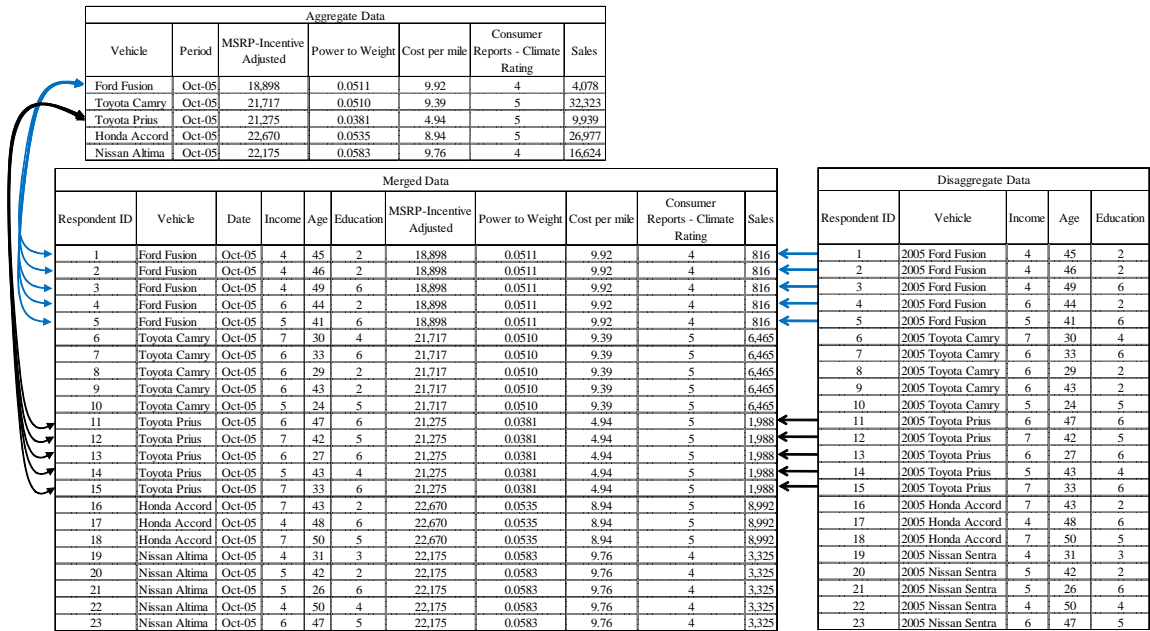 Aggregate Data
Vehicle Period MSRP-Incentive Adjusted Power to Weight Cost per mile Consumer Reports - Climate Rating Sales
Ford Fusion Oct-05 18,898 0.0511 9.92 4 4,078
Toyota Camry Oct-05 21,717 0.0510 9.39 5 32,323
Toyota Prius Oct-05 21,275 0.0381 4.94 5 9,939
Honda Accord Oct-05 22,670 0.0535 8.94 5 26,977
Nissan Altima Oct-05 22,175 0.0583 9.76 4 16,624
Merged Data
Respondent ID Vehicle Date Income Age Education MSRP-Incentive Adjusted Power to Weight Cost per mile Consumer Reports - Climate Rating Sales
1 Ford Fusion Oct-05 4 45 2 18,898 0.0511 9.92 4 816
2 Ford Fusion Oct-05 4 46 2 18,898 0.0511 9.92 4 816
3 Ford Fusion Oct-05 4 49 6 18,898 0.0511 9.92 4 816
4 Ford Fusion Oct-05 6 44 2 18,898 0.0511 9.92 4 816
5 Ford Fusion Oct-05 5 41 6 18,898 0.0511 9.92 4 816
6 Toyota Camry Oct-05 7 30 4 21,717 0.0510 9.39 5 6,465
7 Toyota Camry Oct-05 6 33 6 21,717 0.0510 9.39 5 6,465
8 Toyota Camry Oct-05 6 29 2 21,717 0.0510 9.39 5 6,465
9 Toyota Camry Oct-05 6 43 2 21,717 0.0510 9.39 5 6,465
10 Toyota Camry Oct-05 5 24 5 21,717 0.0510 9.39 5 6,465
11 Toyota Prius Oct-05 6 47 6 21,275 0.0381 4.94 5 1,988
12 Toyota Prius Oct-05 7 42 5 21,275 0.0381 4.94 5 1,988
13 Toyota Prius Oct-05 6 27 6 21,275 0.0381 4.94 5 1,988
14 Toyota Prius Oct-05 5 43 4 21,275 0.0381 4.94 5 1,988
15 Toyota Prius Oct-05 7 33 6 21,275 0.0381 4.94 5 1,988
16 Honda Accord Oct-05 7 43 2 22,670 0.0535 8.94 5 8,992
17 Honda Accord Oct-05 4 48 6 22,670 0.0535 8.94 5 8,992
18 Honda Accord Oct-05 7 50 5 22,670 0.0535 8.94 5 8,992
19 Nissan Altima Oct-05 4 31 3 22,175 0.0583 9.76 4 3,325
20 Nissan Altima Oct-05 5 42 2 22,175 0.0583 9.76 4 3,325
21 Nissan Altima Oct-05 5 26 6 22,175 0.0583 9.76 4 3,325
22 Nissan Altima Oct-05 4 50 4 22,175 0.0583 9.76 4 3,325
23 Nissan Altima Oct-05 6 47 5 22,175 0.0583 9.76 4 3,325
Disaggregate Data
Respondent ID Vehicle Income Age Education
1 2005 Ford Fusion 4 45 2
2 2005 Ford Fusion 4 46 2
3 2005 Ford Fusion 4 49 6
4 2005 Ford Fusion 6 44 2
5 2005 Ford Fusion 5 41 6
6 2005 Toyota Camry 7 30 4
7 2005 Toyota Camry 6 33 6
8 2005 Toyota Camry 6 29 2
9 2005 Toyota Camry 6 43 2
10 2005 Toyota Camry 5 24 5
11 2005 Toyota Prius 6 47 6
12 2005 Toyota Prius 7 42 5
13 2005 Toyota Prius 6 27 6
14 2005 Toyota Prius 5 43 4
15 2005 Toyota Prius 7 33 6
16 2005 Honda Accord 7 43 2
17 2005 Honda Accord 4 48 6
18 2005 Honda Accord 7 50 5
19 2005 Nissan Sentra 4 31 3
20 2005 Nissan Sentra 5 42 2
21 2005 Nissan Sentra 5 26 6
22 2005 Nissan Sentra 4 50 4
23 2005 Nissan Sentra 6 47 5